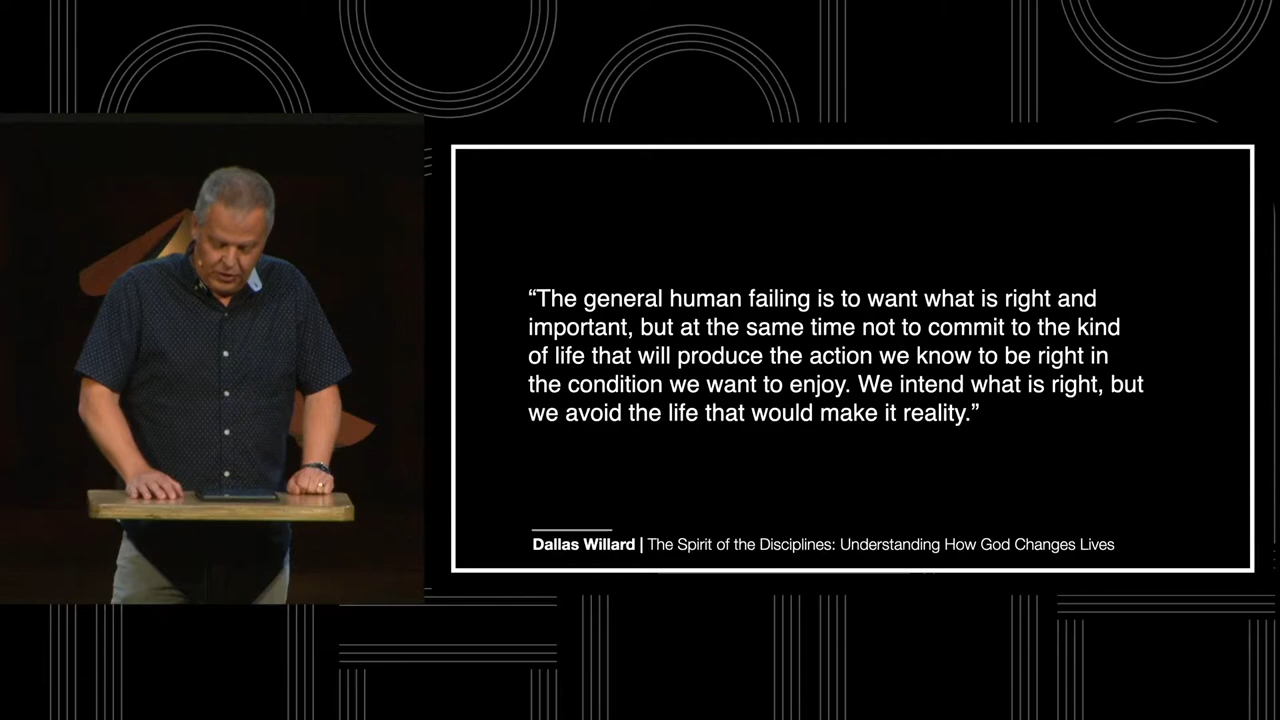 “The general human failing is to want what is right and
important, but at the same time not to commit to the kind
of life that will produce the action we know to be right in
the condition we want to enjoy. We intend what is right, but
we avoid the life that would make it reality.”
Dallas Willard | The Spirit of the Disciplines: Understanding How God Changes Lives